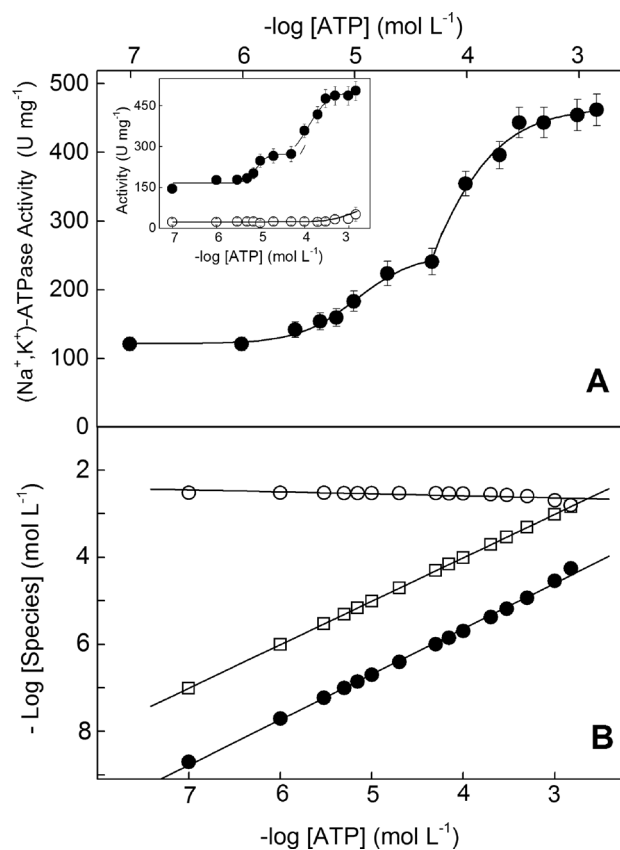 -log [ATP] (mol L⁻¹)
7 6 5 4 3
(Na⁺,K⁺)-ATPase Activity (U mg⁻¹)
500
400
300
200
100
0
Activity (U mg⁻¹)
450
300
150
0
7 6 5 4 3
-log [ATP] (mol L⁻¹)
A
- Log [Species] (mol L⁻¹)
2
4
6
8
B
7 6 5 4 3
-log [ATP] (mol L⁻¹)